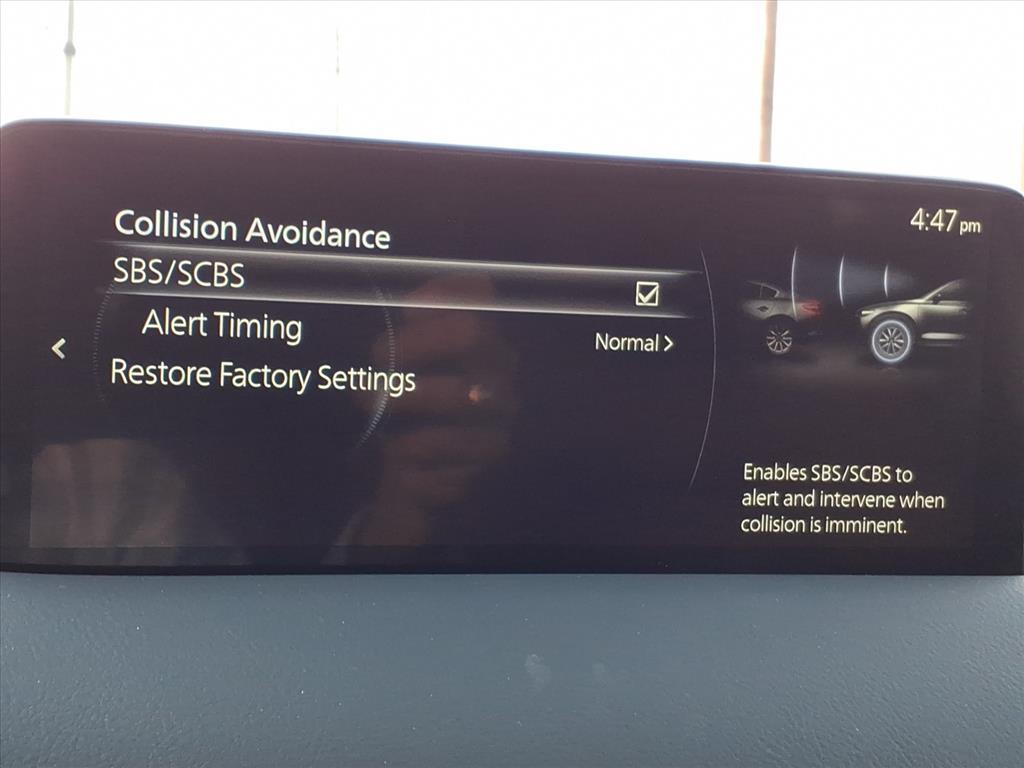 Collision Avoidance
4:47 pm
SBS/SCBS
Alert Timing
Normal >
Restore Factory Settings
Enables SBS/SCBS to
alert and intervene when
collision is imminent.